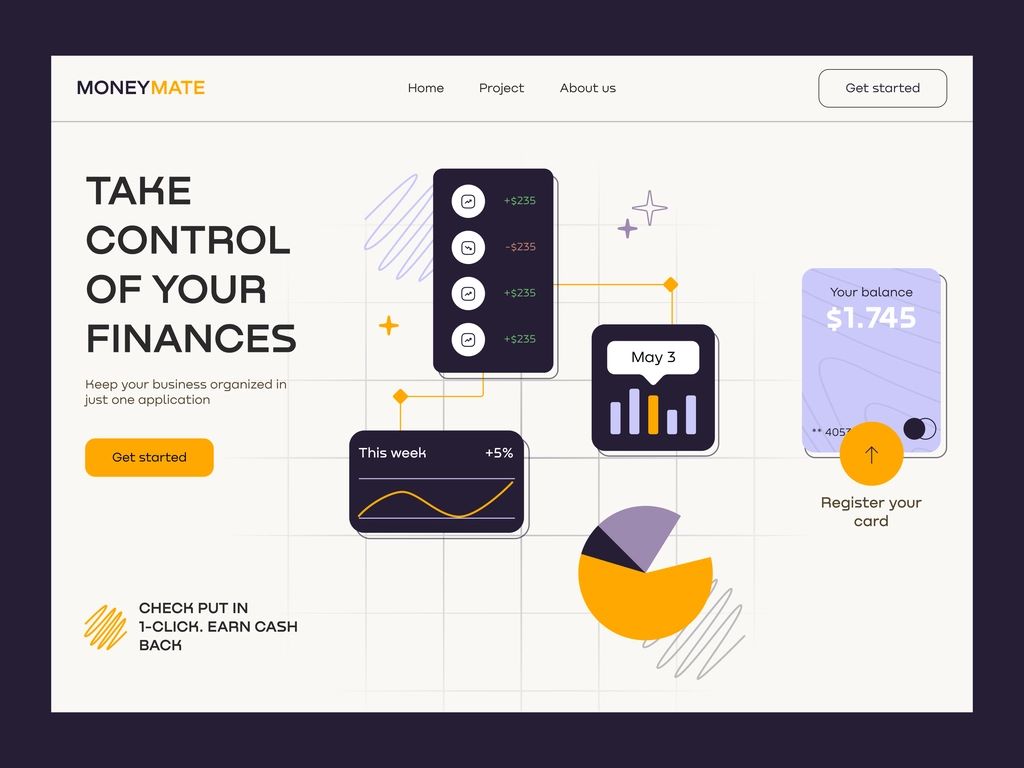 MONEYMATE
Home
Project
About us
Get started
TAKE
CONTROL
OF YOUR
FINANCES
Keep your business organized in
just one application
Get started
CHECK PUT IN
1-CLICK. EARN CASH
BACK
+$235
-$235
+$235
+$235
This week
+5%
May 3
Your balance
$1.745
** 4053
Register your
card